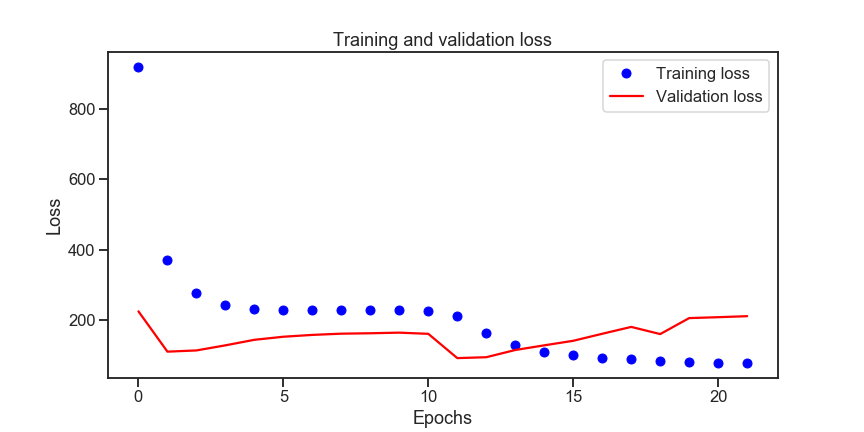 Training and validation loss
Training loss
Validation loss
800
600
400
200
Loss
0
5
10
15
20
Epochs